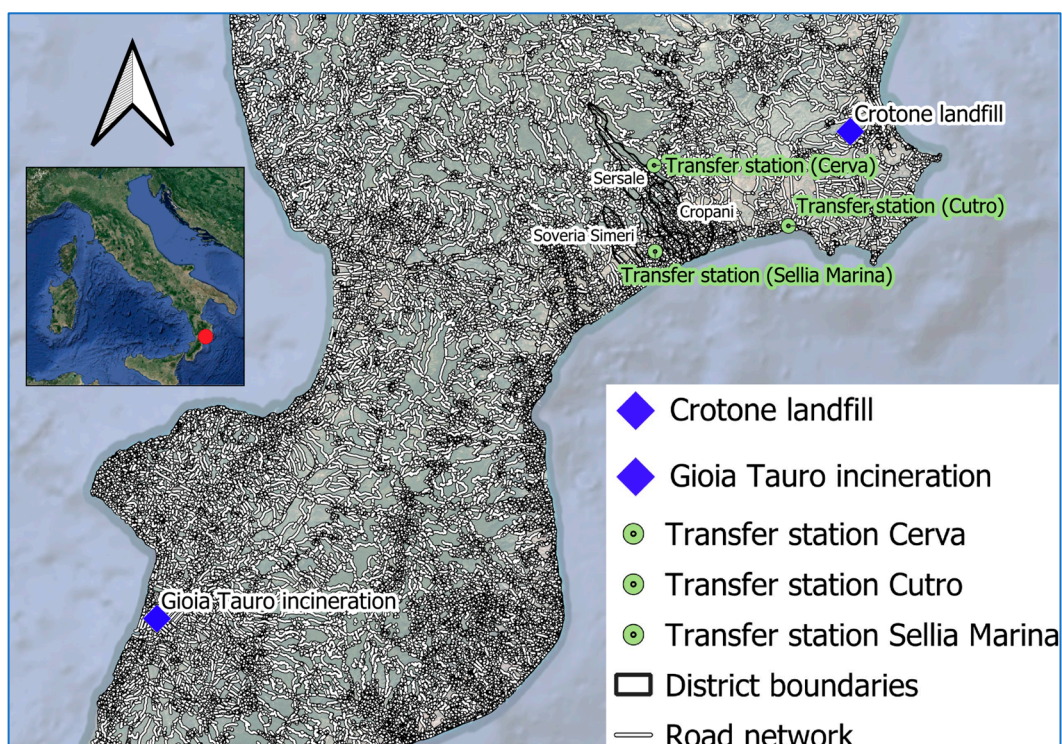 Crotone landfill
Transfer station (Cerva)
Sersale
Transfer station (Cutro)
Cropani
Soveria Simeri
Transfer station (Sellia Marina)
Gioia Tauro incineration
Crotone landfill
Gioia Tauro incineration
Transfer station Cerva
Transfer station Cutro
Transfer station Sellia Marina
District boundaries
Road network